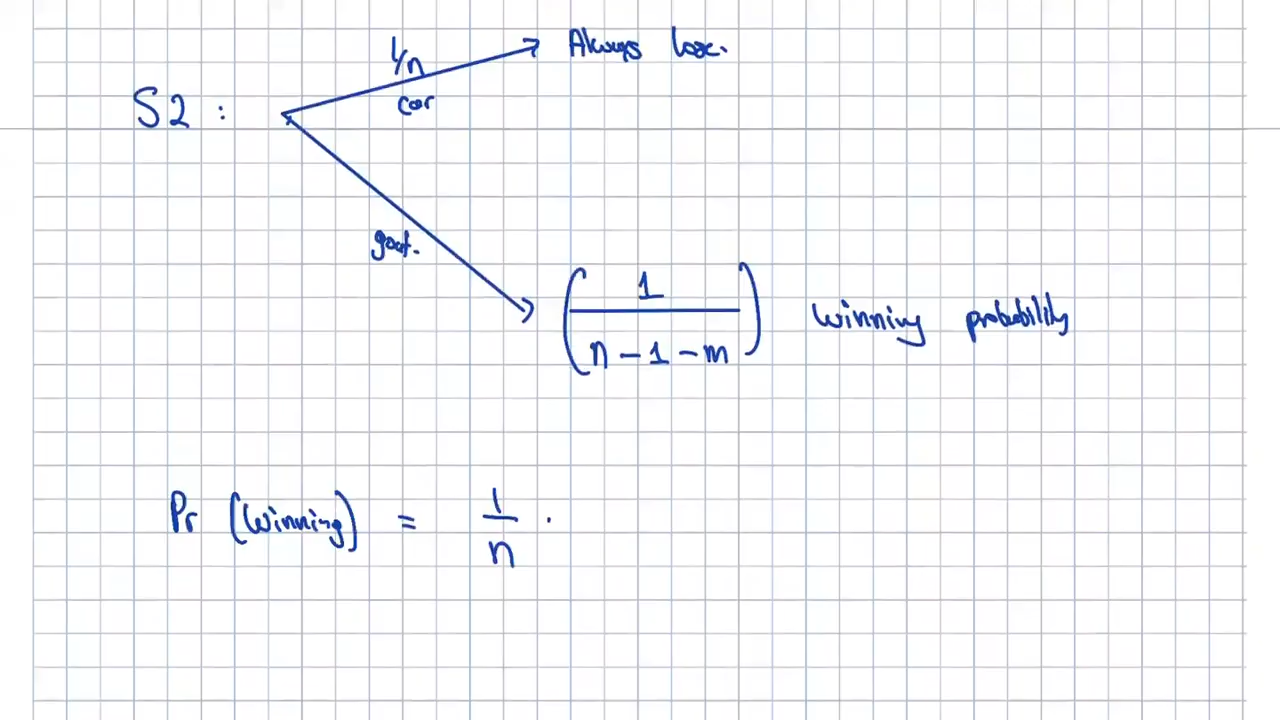 1/n
Always lose.
S2 :
car
goat.
(1/(n-1-m)) winning probability
Pr (winning) = 1/n ·